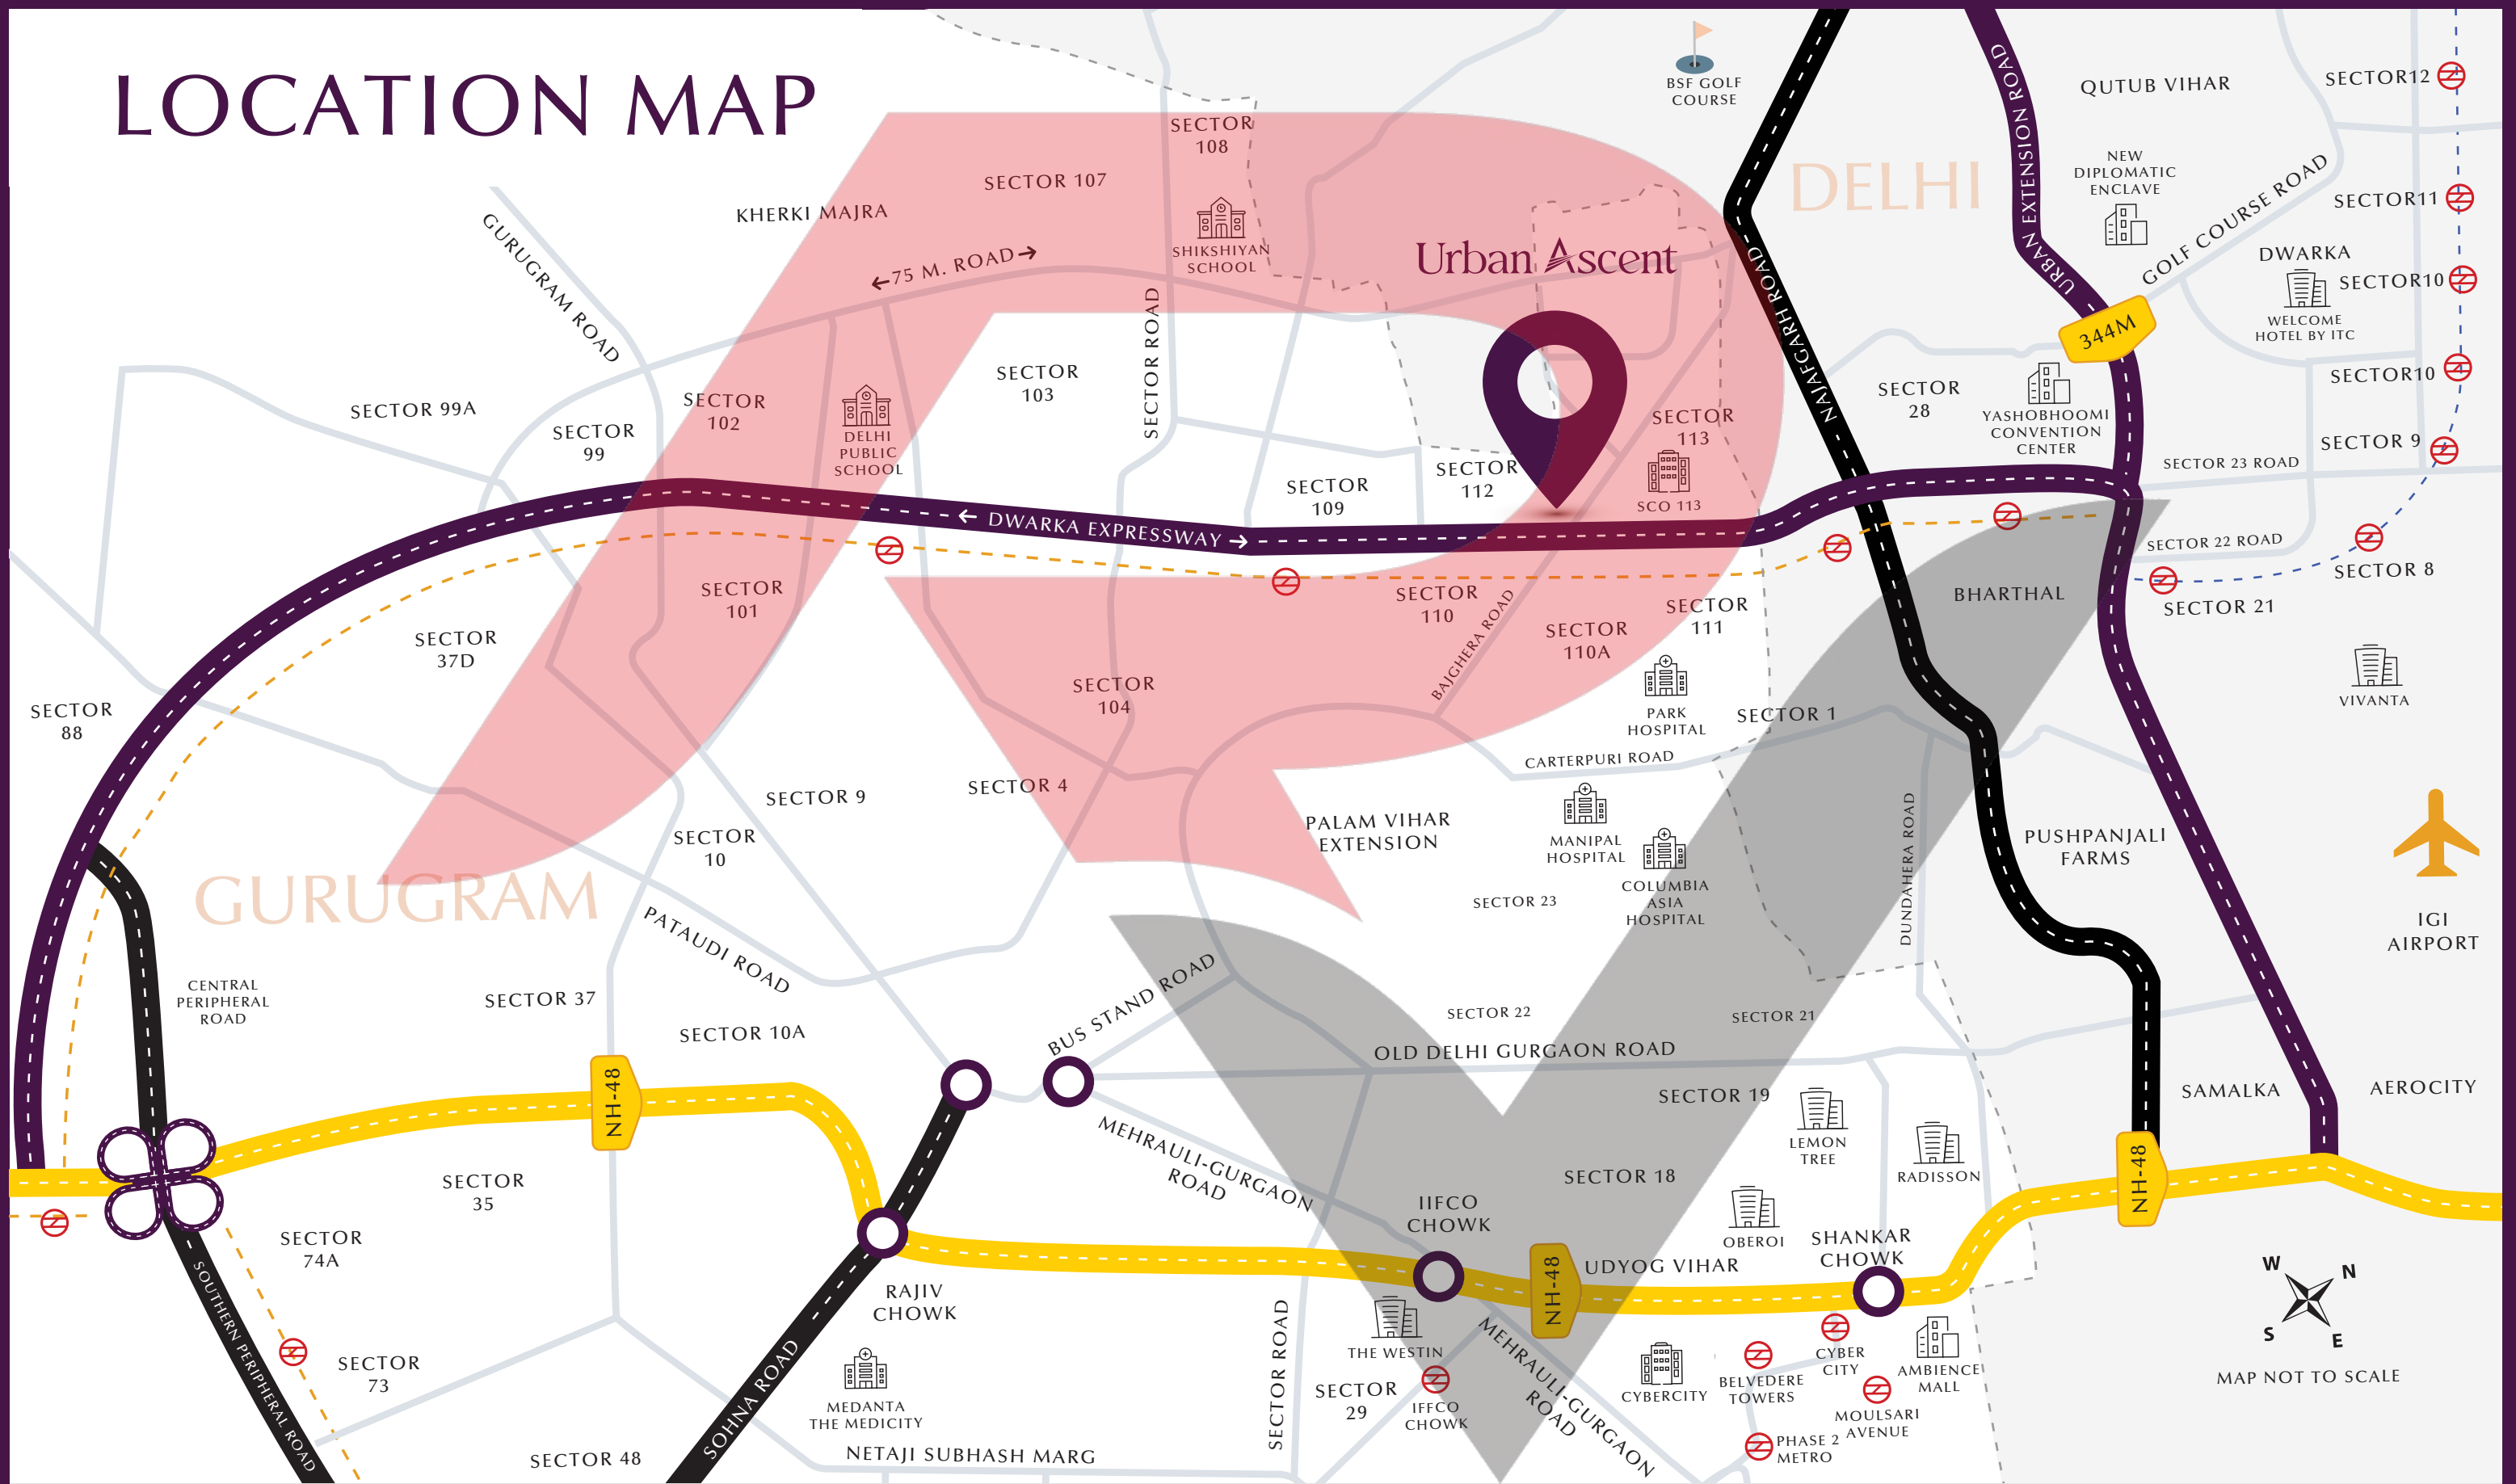 LOCATION MAP
BSF GOLF
COURSE
DELHI
URBAN EXTENSION ROAD
URBAN EXTENSION ROAD
QUTUB VIHAR
SECTOR12
NEW
DIPLOMATIC
ENCLAVE
GOLF COURSE ROAD
SECTOR11
DWARKA
SECTOR10
WELCOME
HOTEL BY ITC
344M
SECTOR10
SECTOR
108
SECTOR 107
KHERKI MAJRA
SHIKSHIYAN
SCHOOL
75 M. ROAD
GURUGRAM ROAD
Urban Ascent
NAJAFGARH ROAD
SECTOR ROAD
SECTOR
103
SECTOR
28
YASHOBHOOMI
CONVENTION
CENTER
SECTOR 9
SECTOR 23 ROAD
SECTOR 99A
SECTOR
99
SECTOR
102
DELHI
PUBLIC
SCHOOL
SECTOR
113
SCO 113
SECTOR
112
SECTOR
109
DWARKA EXPRESSWAY
SECTOR 22 ROAD
SECTOR 8
BHARTHAL
SECTOR 21
SECTOR
101
SECTOR
110
BAJGHERA ROAD
SECTOR
110A
SECTOR
111
SECTOR
37D
SECTOR
88
SECTOR
104
PARK
HOSPITAL
SECTOR 1
VIVANTA
CARTERPURI ROAD
SECTOR 9
SECTOR 4
SECTOR
10
PALAM VIHAR
EXTENSION
MANIPAL
HOSPITAL
COLUMBIA
ASIA
HOSPITAL
DUNDAHERA ROAD
PUSHPANJALI
FARMS
IGI
AIRPORT
GURUGRAM
SECTOR 23
PATAUDI ROAD
CENTRAL
PERIPHERAL
ROAD
SECTOR 37
SECTOR 10A
BUS STAND ROAD
SECTOR 22
SECTOR 21
OLD DELHI GURGAON ROAD
NH-48
SECTOR 19
SAMALKA
AEROCITY
MEHRAULI-GURGAON
ROAD
LEMON
TREE
RADISSON
SECTOR 18
NH-48
SECTOR
35
SECTOR
74A
IIFCO
CHOWK
OBEROI
SHANKAR
CHOWK
UDYOG VIHAR
NH-48
RAJIV
CHOWK
SOUTHERN PERIPHERAL ROAD
SECTOR
73
SOHNA ROAD
MEDANTA
THE MEDICITY
SECTOR ROAD
THE WESTIN
SECTOR
29
IFFCO
CHOWK
MEHRAULI-GURGAON
ROAD
CYBERCITY
BELVEDERE
TOWERS
CYBER
CITY
AMBIENCE
MALL
MOULSARI
AVENUE
PHASE 2
METRO
SECTOR 48
NETAJI SUBHASH MARG
W
N
S
E
MAP NOT TO SCALE